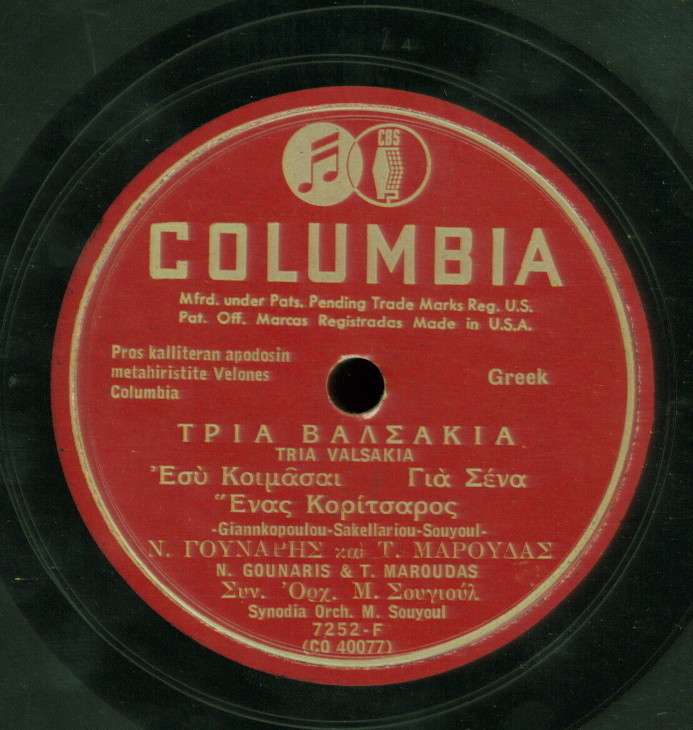 CBS
COLUMBIA
Mfrd. under Pats. Pending Trade Marks Reg. U.S.
Pat. Off. Marcas Registradas Made in U.S.A.
Pros kalliteran apodosin
metahiristite Velones
Columbia
Greek
ΤΡΙΑ ΒΑΛΣΑΚΙΑ
TRIA VALSAKIA
Ἐσὺ Κοιμᾶσαι Γιὰ Σένα
Ἕνας Κορίτσαρος
-Giannkopoulou-Sakellariou-Souyoul-
Ν. ΓΟΥΝΑΡΗΣ καὶ Τ. ΜΑΡΟΥΔΑΣ
N. GOUNARIS & T. MAROUDAS
Συν. Ὀρχ. Μ. Σουγιούλ
Synodia Orch. M. Souyoul
7252-F
(CO 40077)